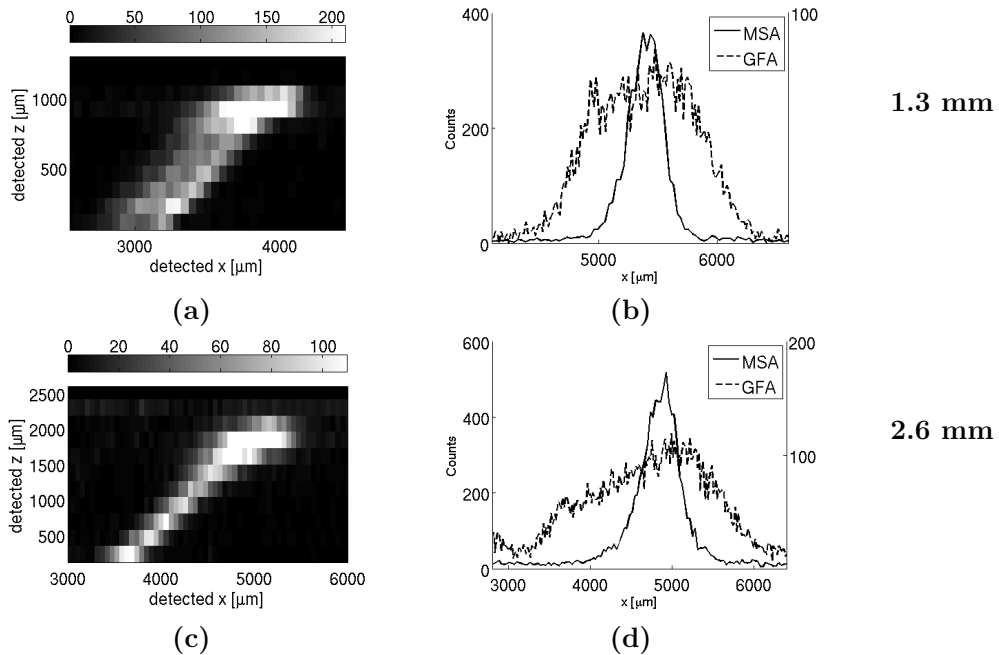 0 50 100 150 200
detected z [μm]
1000
500
3000 4000
detected x [μm]
(a)
400
200
0
Counts
100
MSA
GFA
5000 6000
x [μm]
(b)
1.3 mm
0 20 40 60 80 100
detected z [μm]
2500
2000
1500
1000
500
3000 4000 5000 6000
detected x [μm]
(c)
600
400
200
0
Counts
200
100
MSA
GFA
3000 4000 5000 6000
x [μm]
(d)
2.6 mm